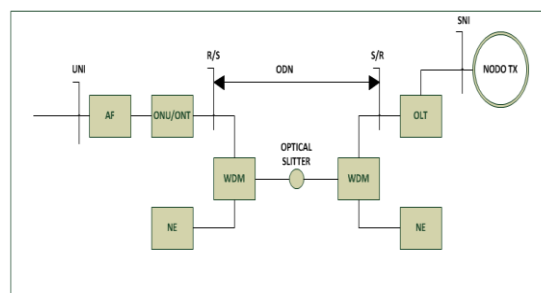 SNI
R/S
ODN
S/R
NODO TX
UNI
AF
ONU/ONT
OLT
OPTICAL
SLITTER
WDM
WDM
NE
NE